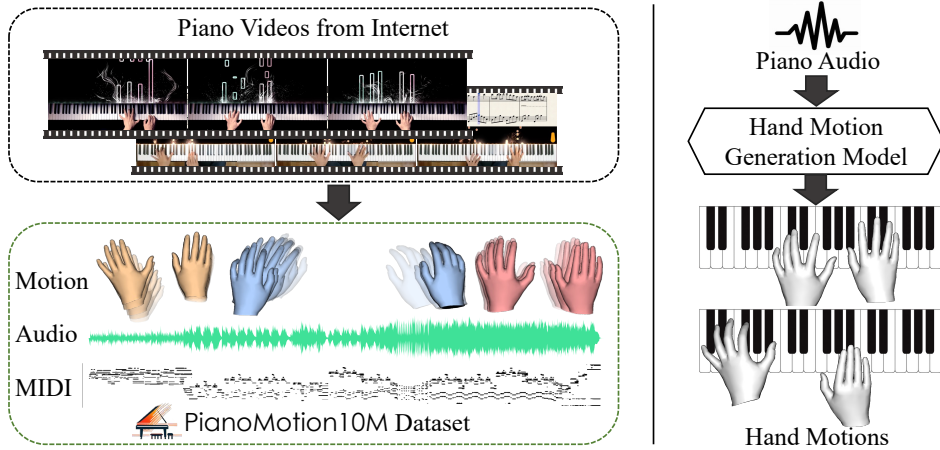 Piano Videos from Internet
Motion
Audio
MIDI
PianoMotion10M Dataset
Piano Audio
Hand Motion
Generation Model
Hand Motions